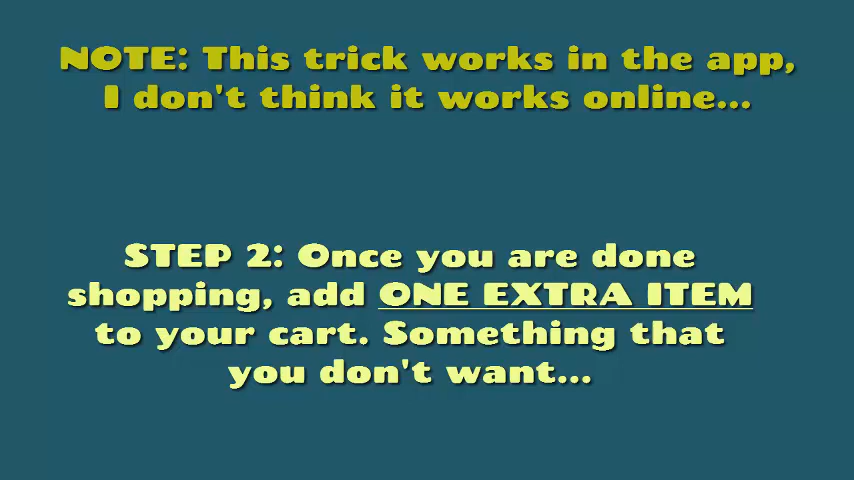 NOTE: This trick works in the app,
I don't think it works online...
STEP 2: Once you are done
shopping, add ONE EXTRA ITEM
to your cart. Something that
you don't want...